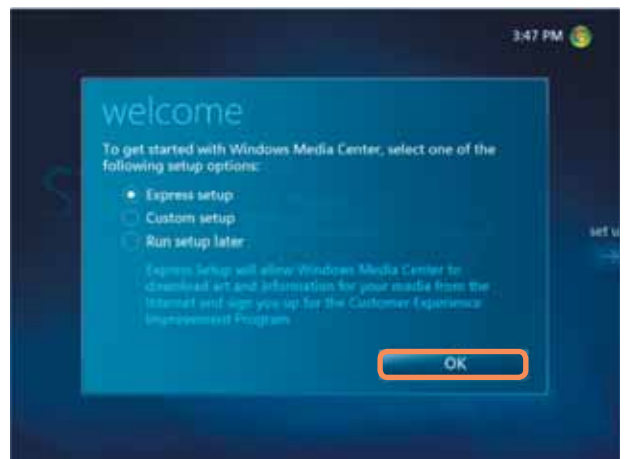 3:47 PM
welcome
To get started with Windows Media Center, select one of the
following setup options:
Express setup
Custom setup
Run setup later
Express Setup will allow Windows Media Center to
download art and information for your media from the
Internet and sign you up for the Customer Experience
Improvement Program
set u
OK